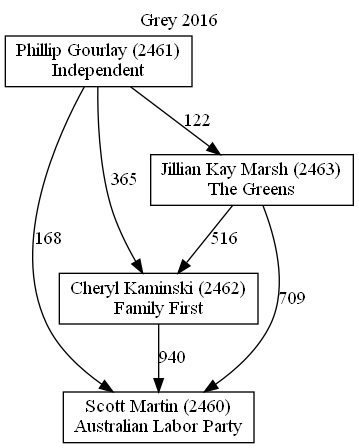 Grey 2016
Phillip Gourlay (2461)
Independent
122
Jillian Kay Marsh (2463)
The Greens
365
168
516
Cheryl Kaminski (2462)
Family First
709
940
Scott Martin (2460)
Australian Labor Party